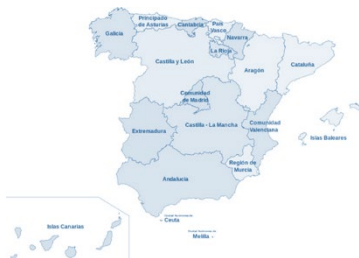 Galicia
Principado
de Asturias
Cantabria
País
Vasco
Navarra
La Rioja
Castilla y León
Aragón
Cataluña
Comunidad
de Madrid
Extremadura
Castilla - La Mancha
Comunidad
Valenciana
Islas Baleares
Región de
Murcia
Andalucía
Ceuta
Melilla
Islas Canarias